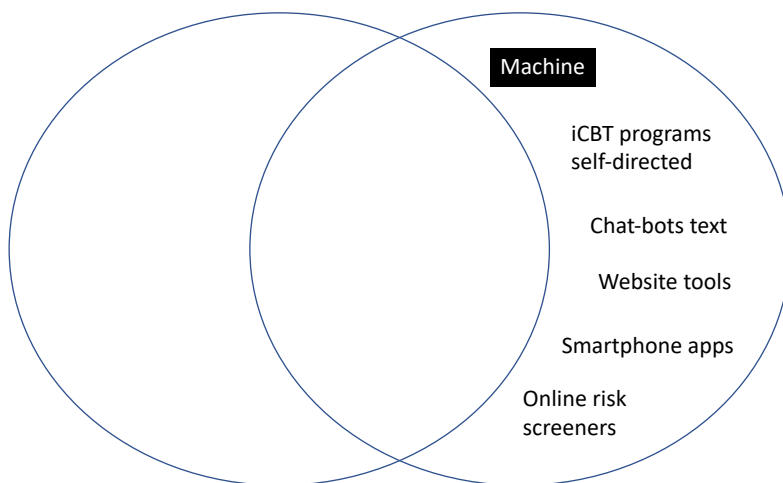 Machine
iCBT programs
self-directed
Chat-bots text
Website tools
Smartphone apps
Online risk
screeners